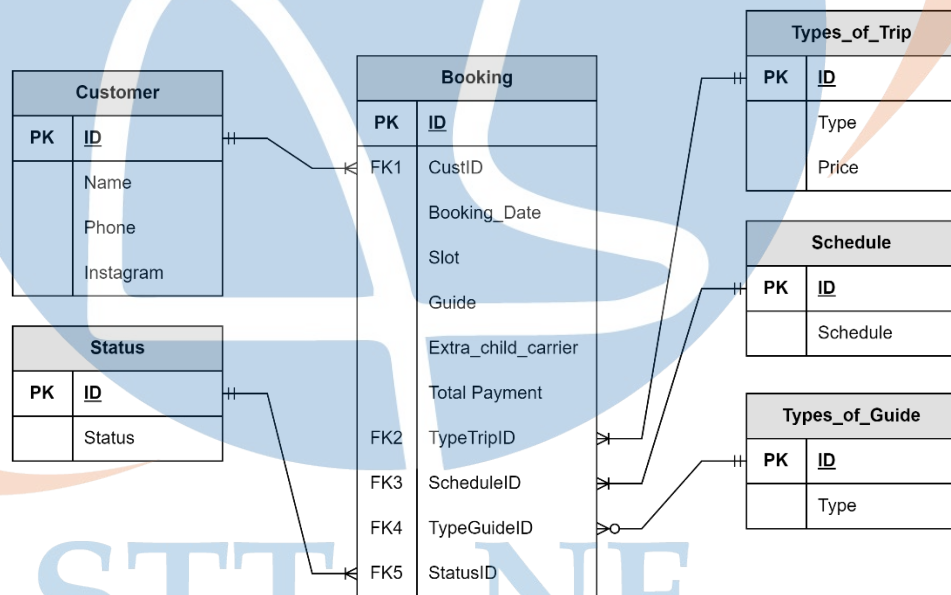 Customer
PK ID
Name
Phone
Instagram
Status
PK ID
Status
Booking
PK ID
FK1 CustID
Booking_Date
Slot
Guide
Extra_child_carrier
Total Payment
FK2 TypeTripID
FK3 ScheduleID
FK4 TypeGuideID
FK5 StatusID
Types_of_Trip
PK ID
Type
Price
Schedule
PK ID
Schedule
Types_of_Guide
PK ID
Type